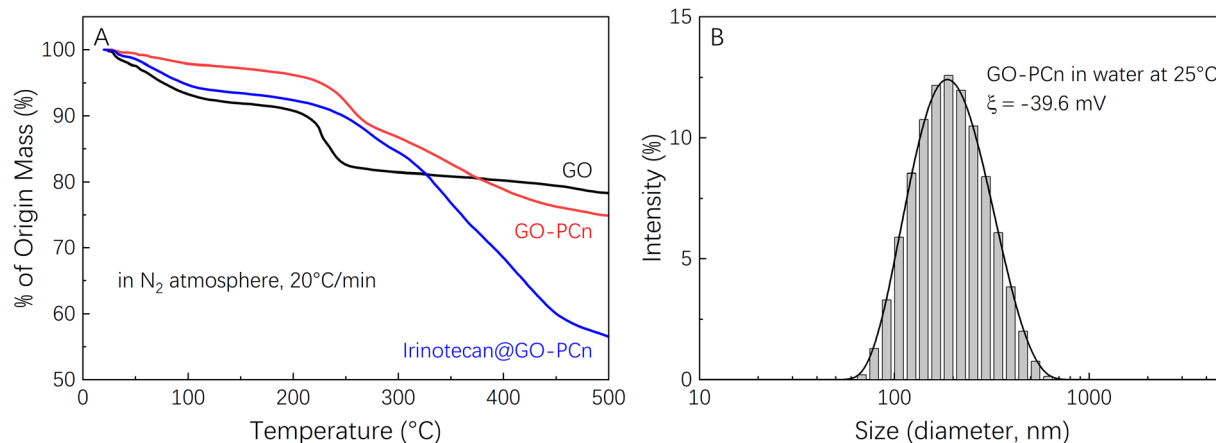 A
% of Origin Mass (%)
100
90
80
70
60
50
GO
GO-PCn
in N₂ atmosphere, 20°C/min
Irinotecan@GO-PCn
0
100
200
300
400
500
Temperature (°C)
B
Intensity (%)
15
10
5
0
GO-PCn in water at 25°C
ξ = -39.6 mV
10
100
1000
Size (diameter, nm)